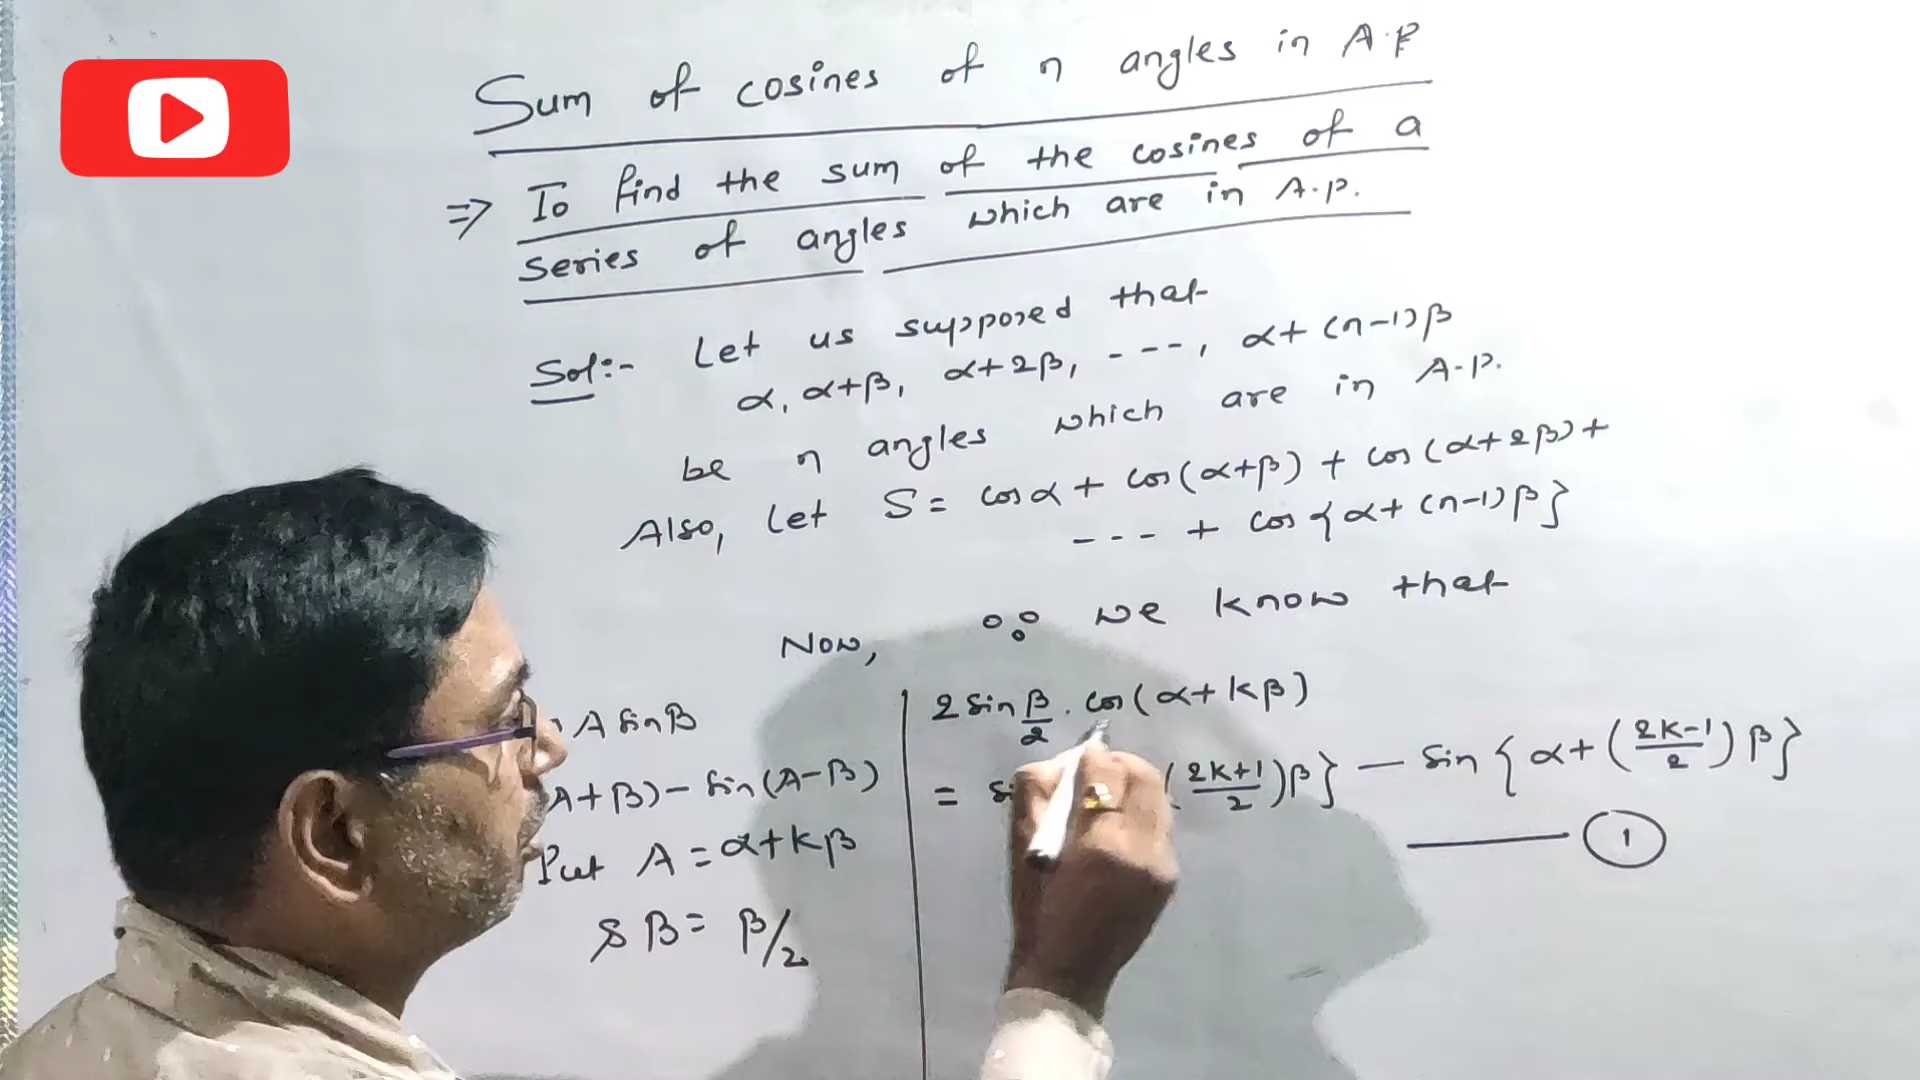 Sum of cosines of n angles in A.P
⇒ To find the sum of the cosines of a
series of angles which are in A.P.
Sol:- Let us supposed that
α, α+β, α+2β, ---, α+(n-1)β
be n angles which are in A.P.
Also, Let S = cosα + cos(α+β) + cos(α+2β)+
--- + cos{α+(n-1)β}
Now, ∵ we know that
A sinB
A+B)-sin(A-B)
Put A = α+kβ
& B = β/2
2 sin β/2 . cos(α+kβ)
= (2k+1/2)β} - sin{α+(2k-1/2)β}
——— 1